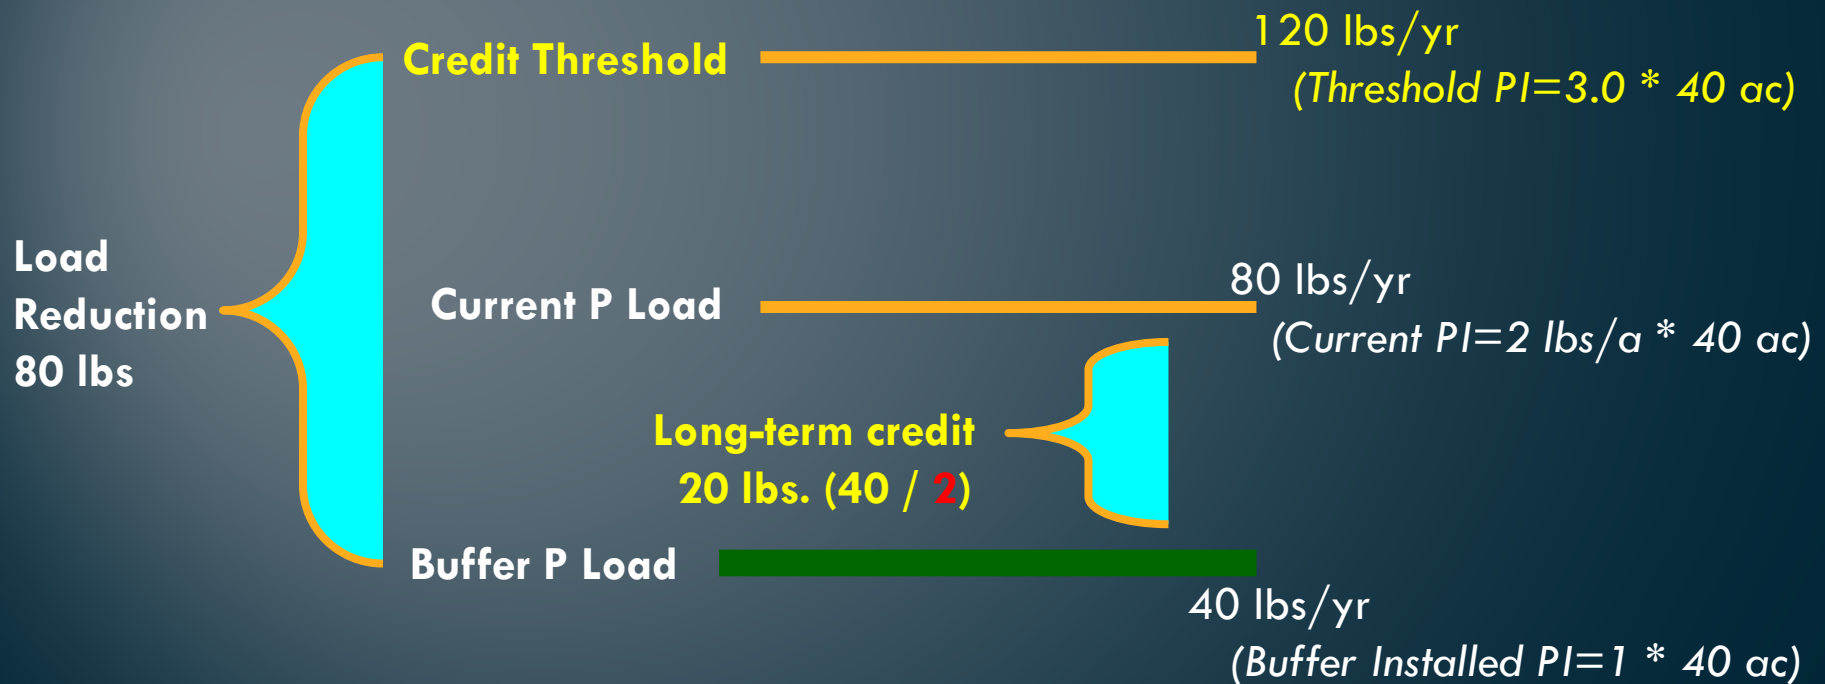 Credit Threshold
120 lbs/yr
(Threshold PI=3.0 * 40 ac)
Load
Reduction
80 lbs
Current P Load
80 lbs/yr
(Current PI=2 lbs/a * 40 ac)
Long-term credit
20 lbs. (40 / 2)
Buffer P Load
40 lbs/yr
(Buffer Installed PI=1 * 40 ac)